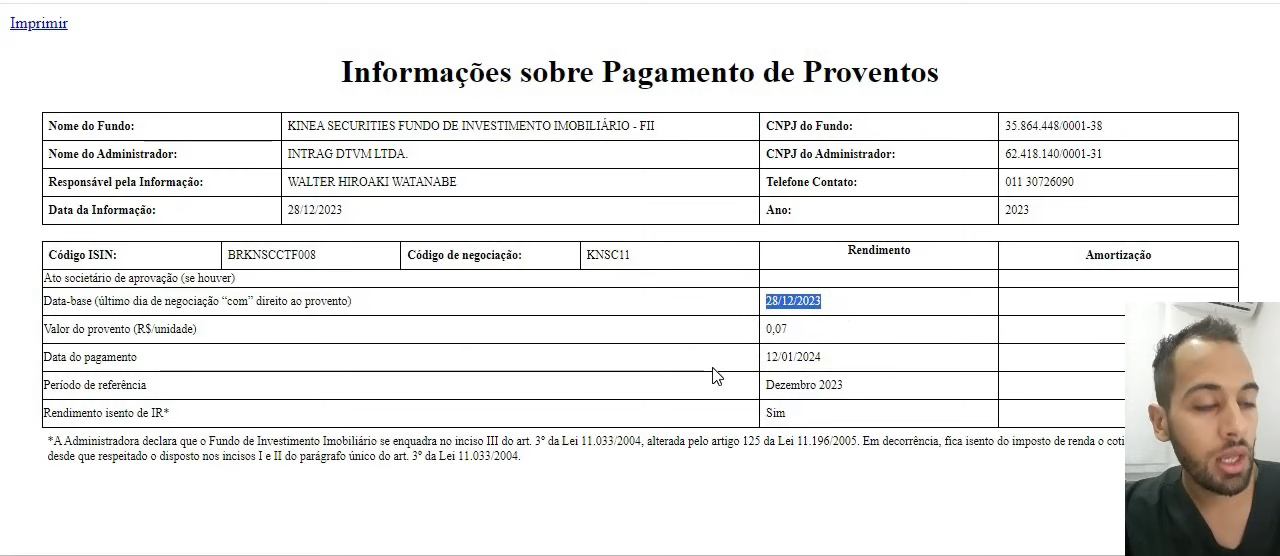 Imprimir
Informações sobre Pagamento de Proventos
Nome do Fundo: KINEA SECURITIES FUNDO DE INVESTIMENTO IMOBILIÁRIO - FII CNPJ do Fundo: 35.864.448/0001-38
Nome do Administrador: INTRAG DTVM LTDA. CNPJ do Administrador: 62.418.140/0001-31
Responsável pela Informação: WALTER HIROAKI WATANABE Telefone Contato: 011 30726090
Data da Informação: 28/12/2023 Ano: 2023
Código ISIN: BRKNSCCTF008 Código de negociação: KNSC11 Rendimento Amortização
Ato societário de aprovação (se houver)
Data-base (último dia de negociação “com” direito ao provento) 28/12/2023
Valor do provento (R$/unidade) 0,07
Data do pagamento 12/01/2024
Período de referência Dezembro 2023
Rendimento isento de IR* Sim
*A Administradora declara que o Fundo de Investimento Imobiliário se enquadra no inciso III do art. 3º da Lei 11.033/2004, alterada pelo artigo 125 da Lei 11.196/2005. Em decorrência, fica isento do imposto de renda o coti
desde que respeitado o disposto nos incisos I e II do parágrafo único do art. 3º da Lei 11.033/2004.